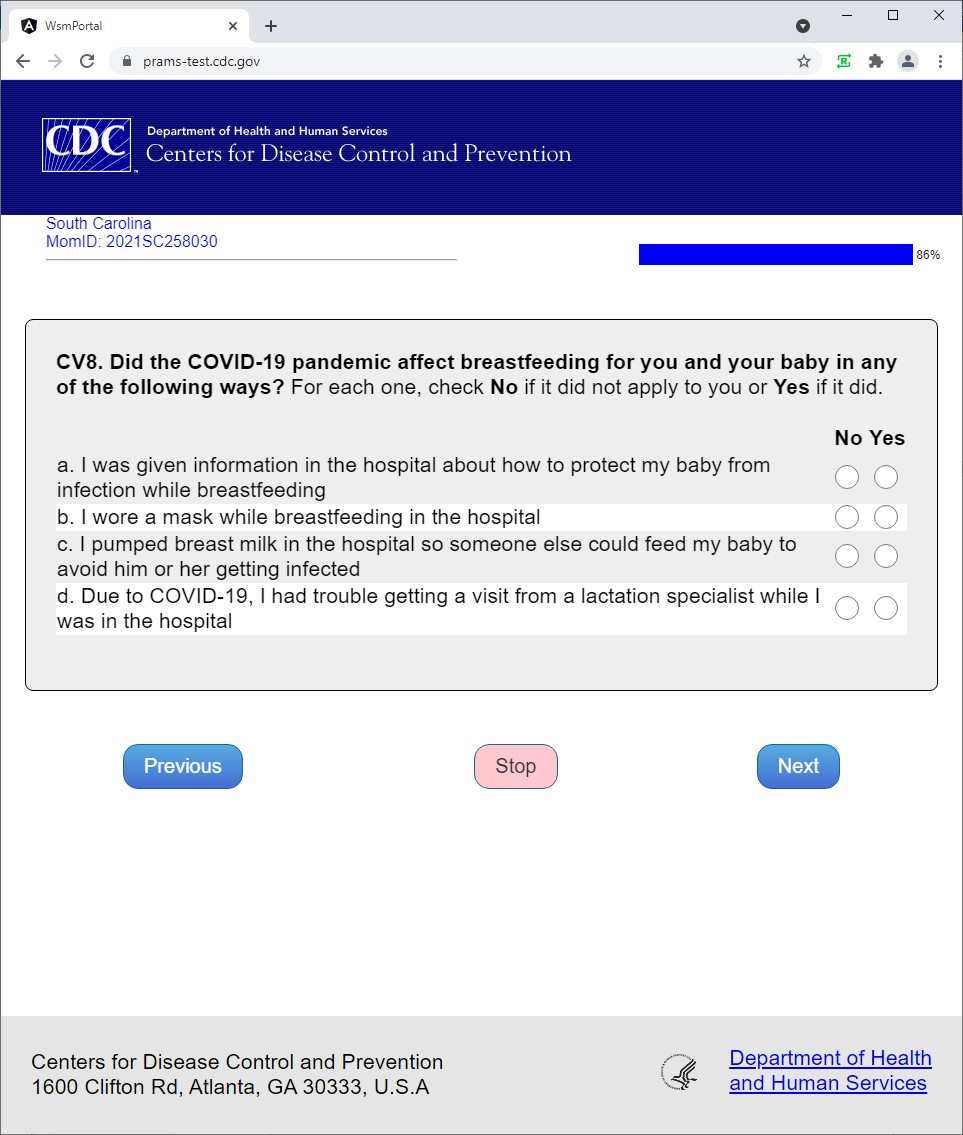 WsmPortal
prams-test.cdc.gov
CDC
TM
Department of Health and Human Services
Centers for Disease Control and Prevention
South Carolina
MomID: 2021SC258030
86%
CV8. Did the COVID-19 pandemic affect breastfeeding for you and your baby in any
of the following ways? For each one, check No if it did not apply to you or Yes if it did.
No Yes
a. I was given information in the hospital about how to protect my baby from
infection while breastfeeding
b. I wore a mask while breastfeeding in the hospital
c. I pumped breast milk in the hospital so someone else could feed my baby to
avoid him or her getting infected
d. Due to COVID-19, I had trouble getting a visit from a lactation specialist while I
was in the hospital
Previous
Stop
Next
Centers for Disease Control and Prevention
1600 Clifton Rd, Atlanta, GA 30333, U.S.A
Department of Health
and Human Services